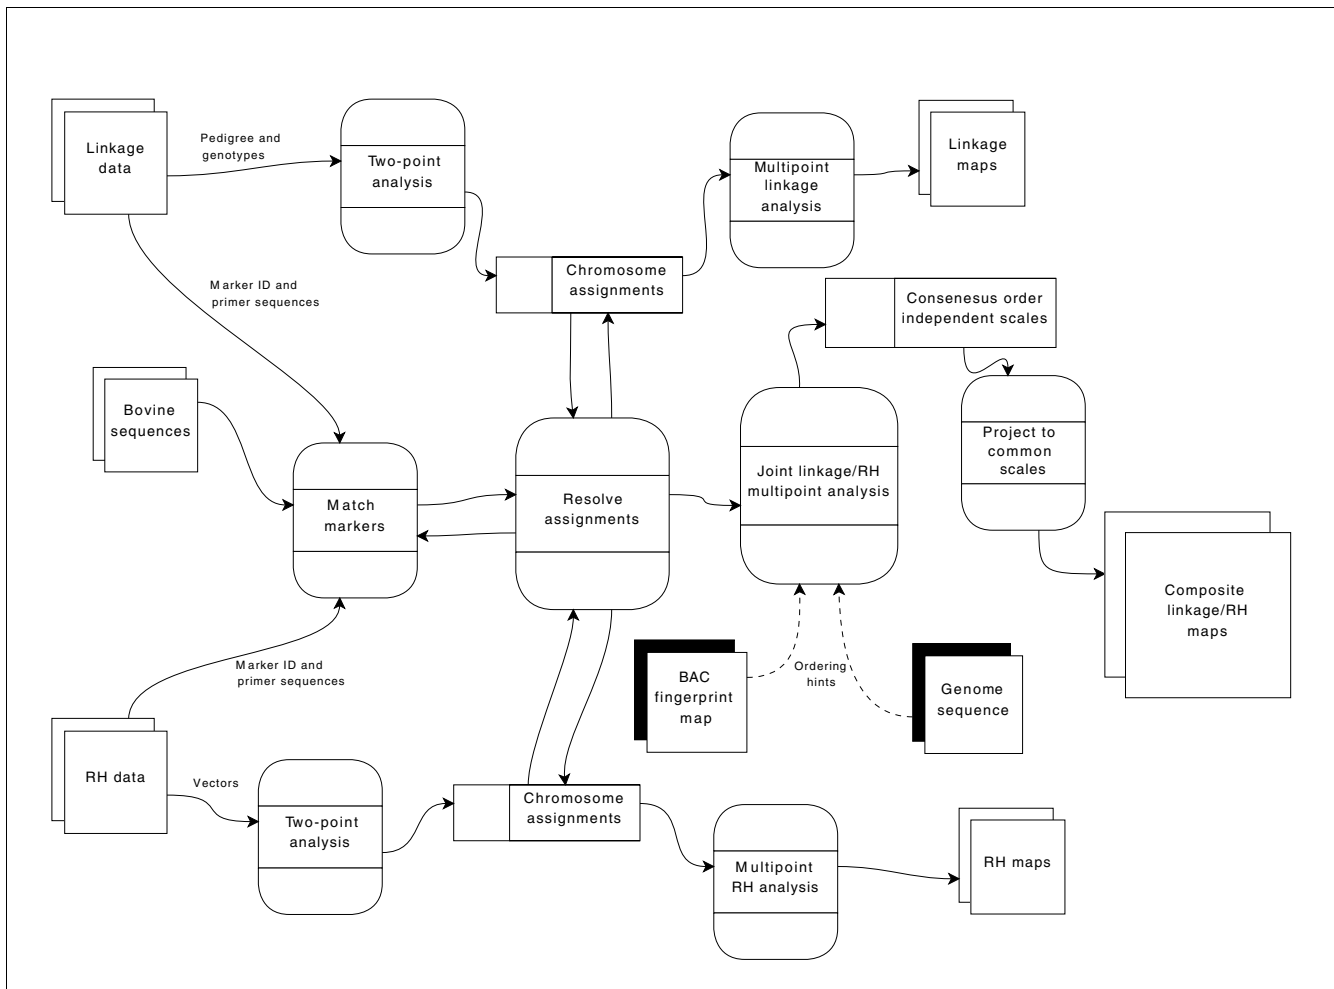 Linkage
data
Pedigree and
genotypes
Two-point
analysis
Multipoint
linkage
analysis
Linkage
maps
Marker ID and
primer sequences
Chromosome
assignments
Consenesus order
independent scales
Bovine
sequences
Match
markers
Resolve
assignments
Joint linkage/RH
multipoint analysis
Project to
common
scales
Composite
linkage/RH
maps
Marker ID and
primer sequences
BAC
fingerprint
map
Ordering
hints
Genome
sequence
RH data
Vectors
Two-point
analysis
Chromosome
assignments
Multipoint
RH analysis
RH maps